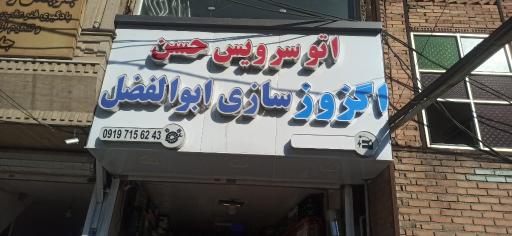 اتو سرویس حسن
اگزوز سازی ابوالفضل
0919 715 62 43